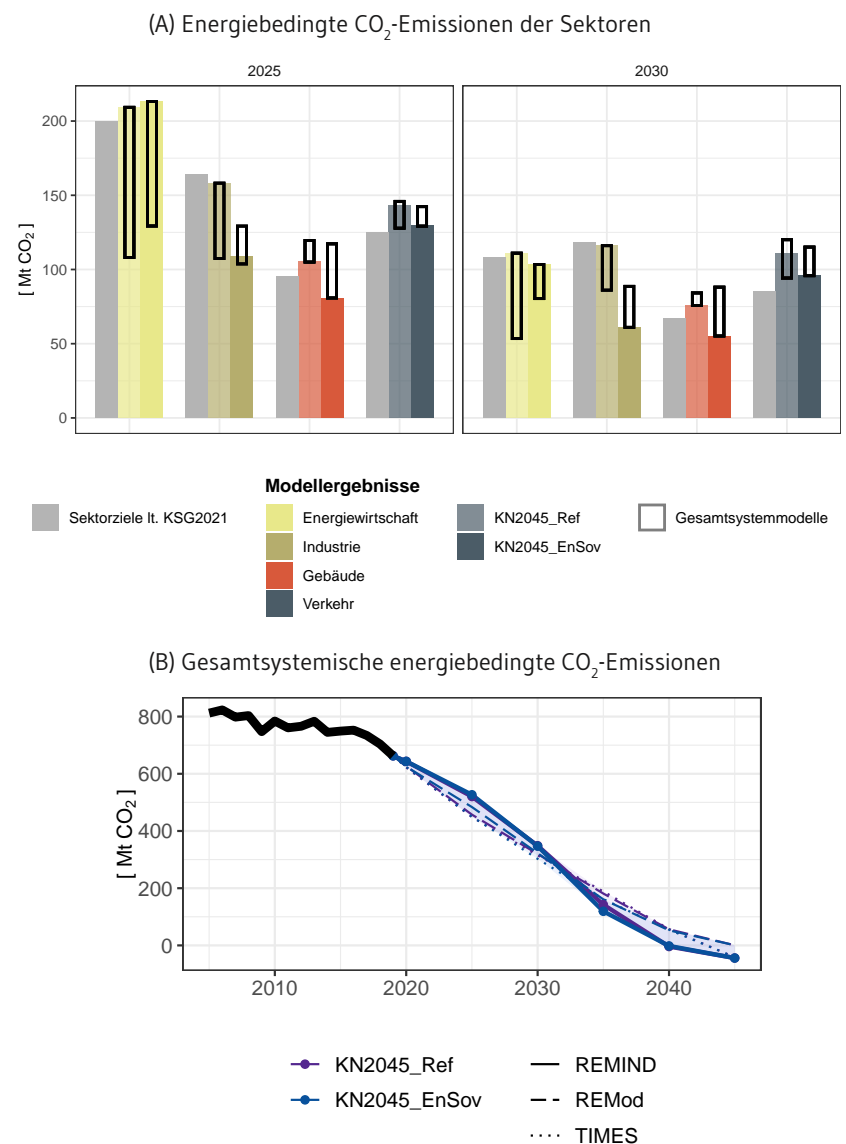 (A) Energiebedingte CO₂-Emissionen der Sektoren
2025 2030
[ Mt CO₂ ]
200
150
100
50
0
Modellergebnisse
Sektorziele lt. KSG2021
Energiewirtschaft
Industrie
Gebäude
Verkehr
KN2045_Ref
KN2045_EnSov
Gesamtsystemmodelle
(B) Gesamtsystemische energiebedingte CO₂-Emissionen
[ Mt CO₂ ]
800
600
400
200
0
2010 2020 2030 2040
KN2045_Ref
KN2045_EnSov
REMIND
REMod
TIMES